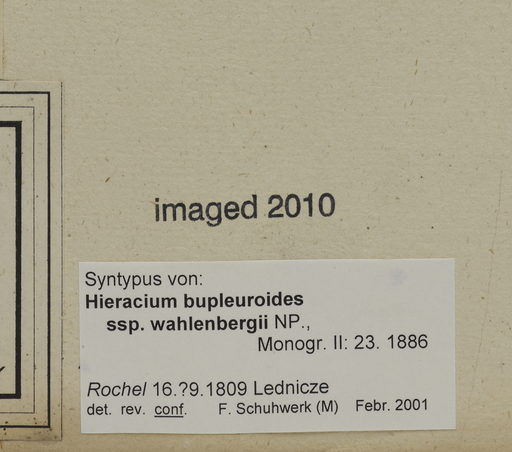 imaged 2010
Syntypus von:
Hieracium bupleuroides
ssp. wahlenbergii NP.,
Monogr. II: 23. 1886
Rochel 16.?9.1809 Lednicze
det. rev. conf. F. Schuhwerk (M) Febr. 2001